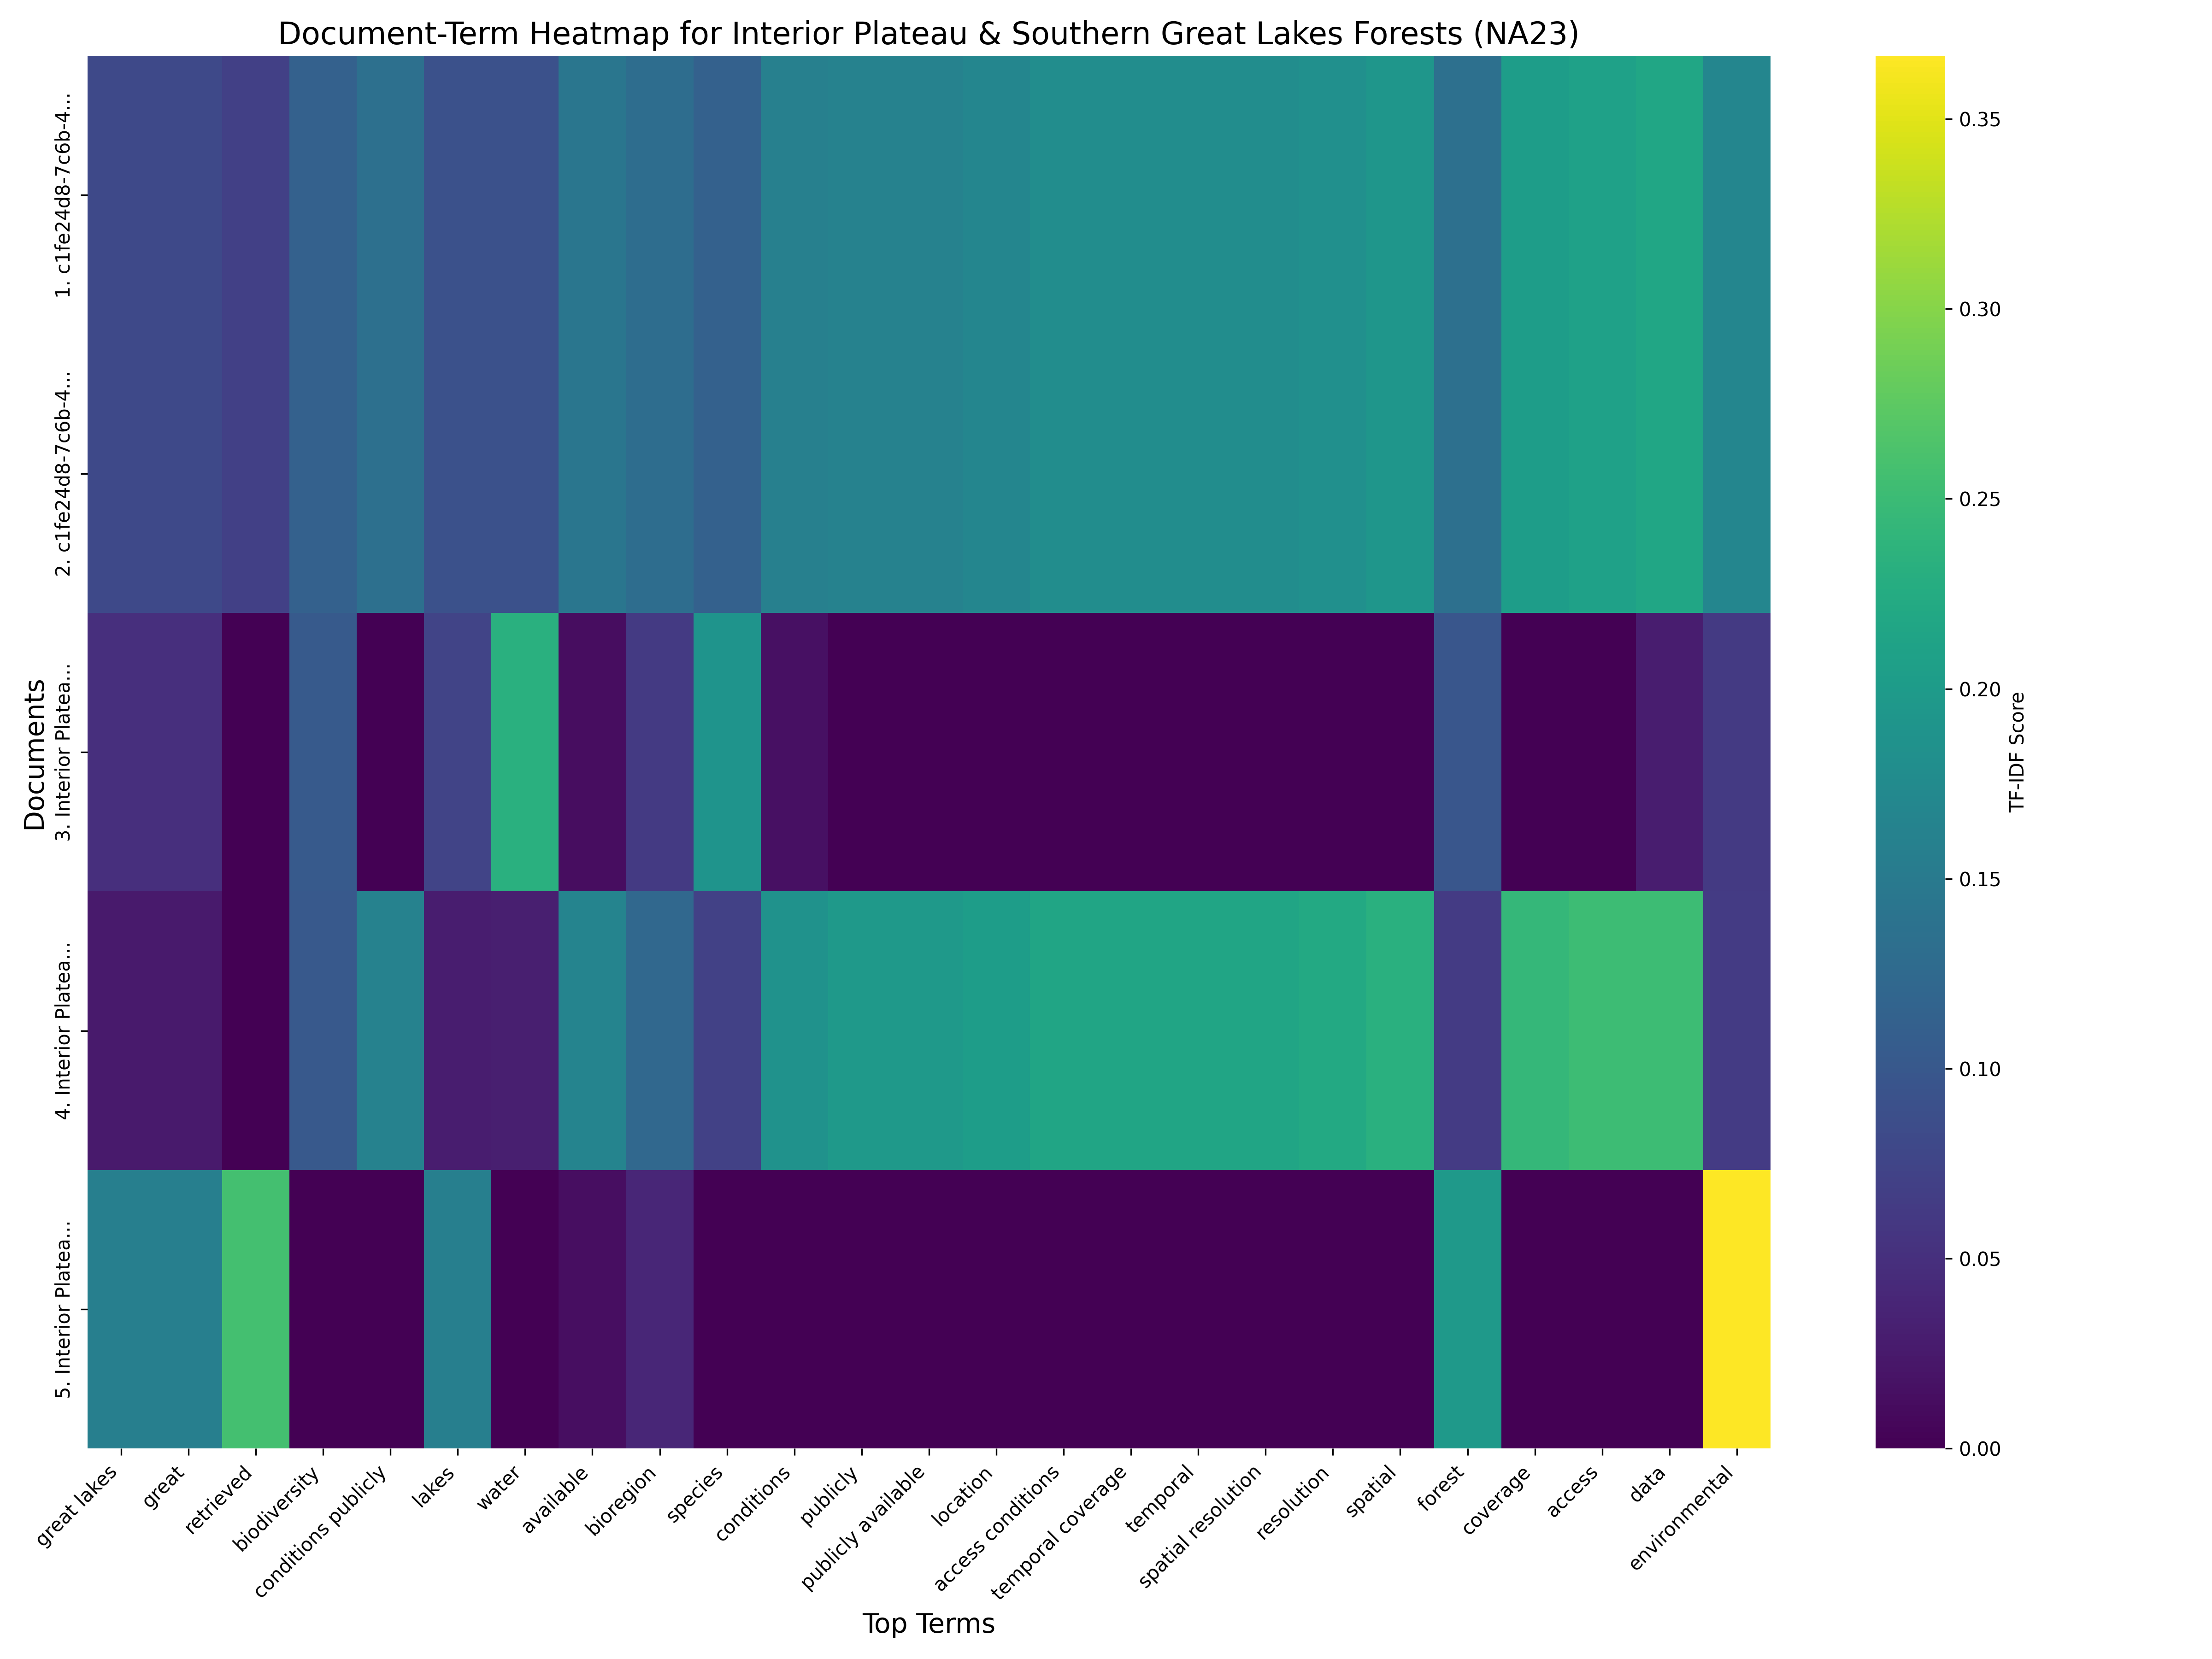 Document-Term Heatmap for Interior Plateau & Southern Great Lakes Forests (NA23)
Documents
1. c1fe24d8-7c6b-4...
2. c1fe24d8-7c6b-4...
3. Interior Platea...
4. Interior Platea...
5. Interior Platea...
great lakes
great
retrieved
biodiversity
conditions publicly
lakes
water
available
bioregion
species
conditions
publicly
publicly available
location
access conditions
temporal coverage
temporal
spatial resolution
resolution
spatial
forest
coverage
access
data
environmental
Top Terms
0.35
0.30
0.25
0.20
0.15
0.10
0.05
0.00
TF-IDF Score